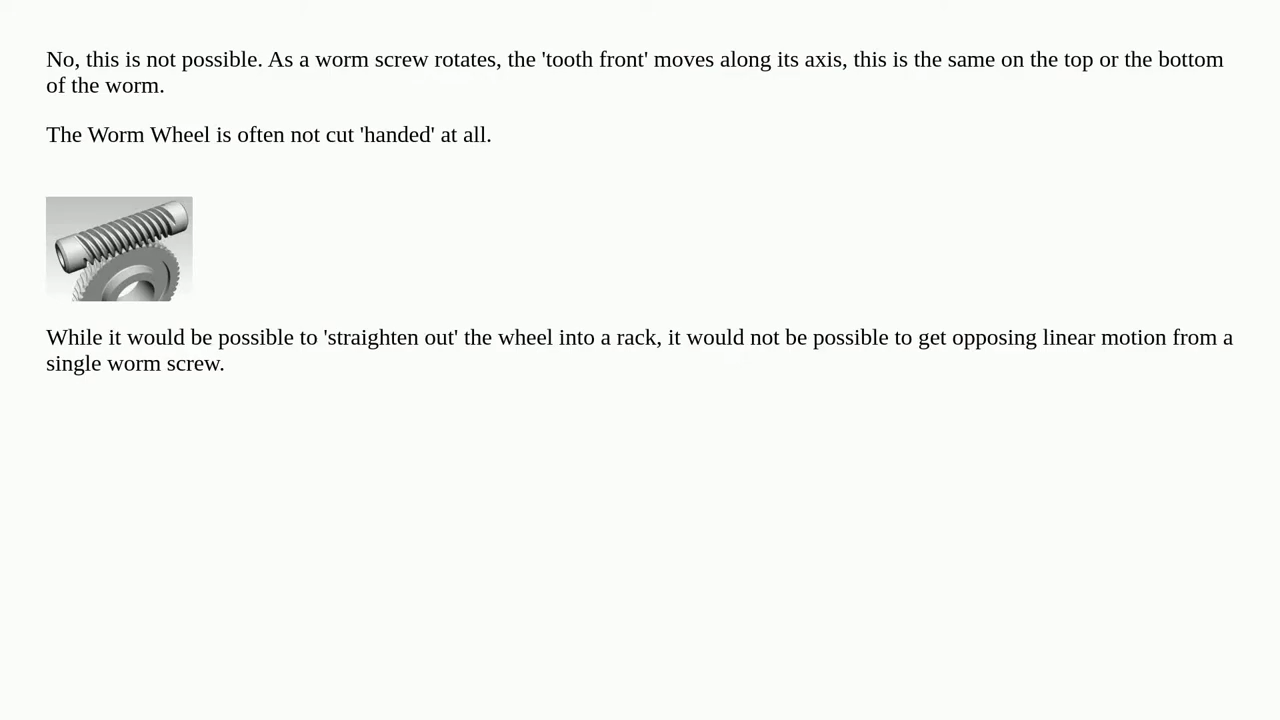 No, this is not possible. As a worm screw rotates, the 'tooth front' moves along its axis, this is the same on the top or the bottom
of the worm.
The Worm Wheel is often not cut 'handed' at all.
While it would be possible to 'straighten out' the wheel into a rack, it would not be possible to get opposing linear motion from a
single worm screw.